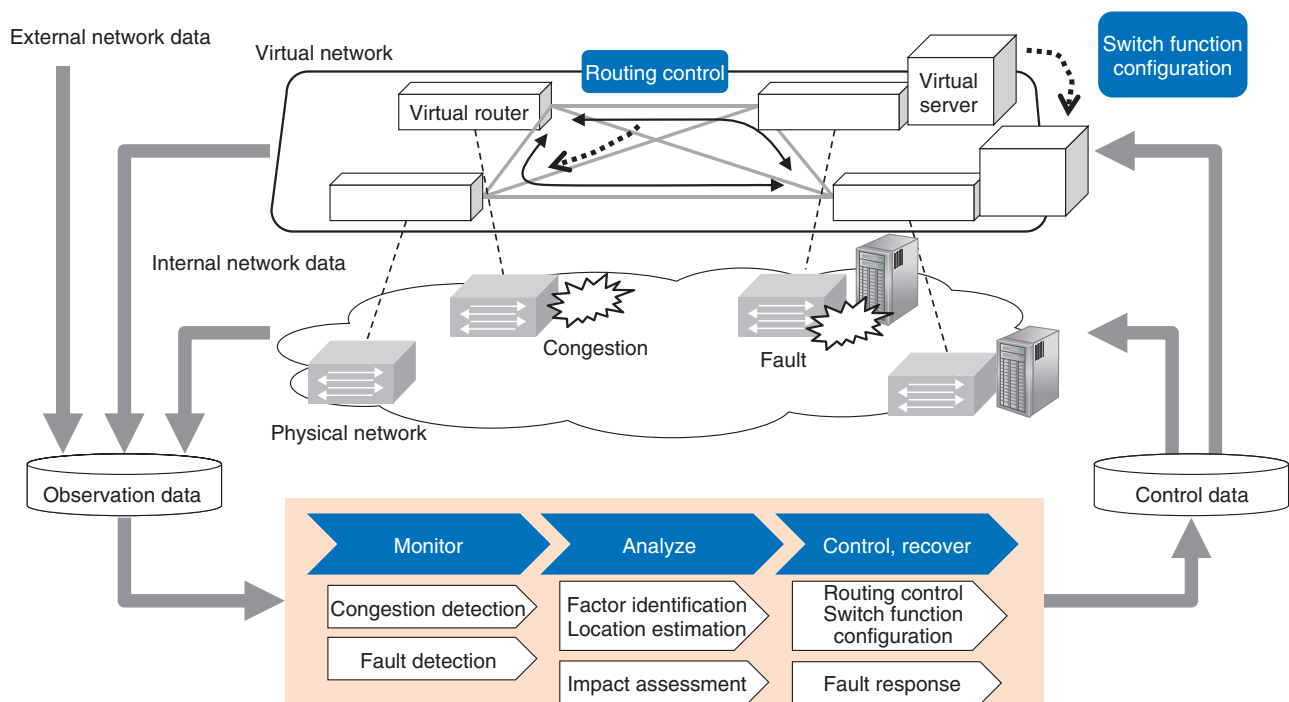 External network data
Virtual network
Routing control
Switch function
configuration
Virtual router
Virtual
server
Internal network data
Congestion
Fault
Physical network
Observation data
Control data
Monitor
Analyze
Control, recover
Congestion detection
Fault detection
Factor identification
Location estimation
Impact assessment
Routing control
Switch function
configuration
Fault response